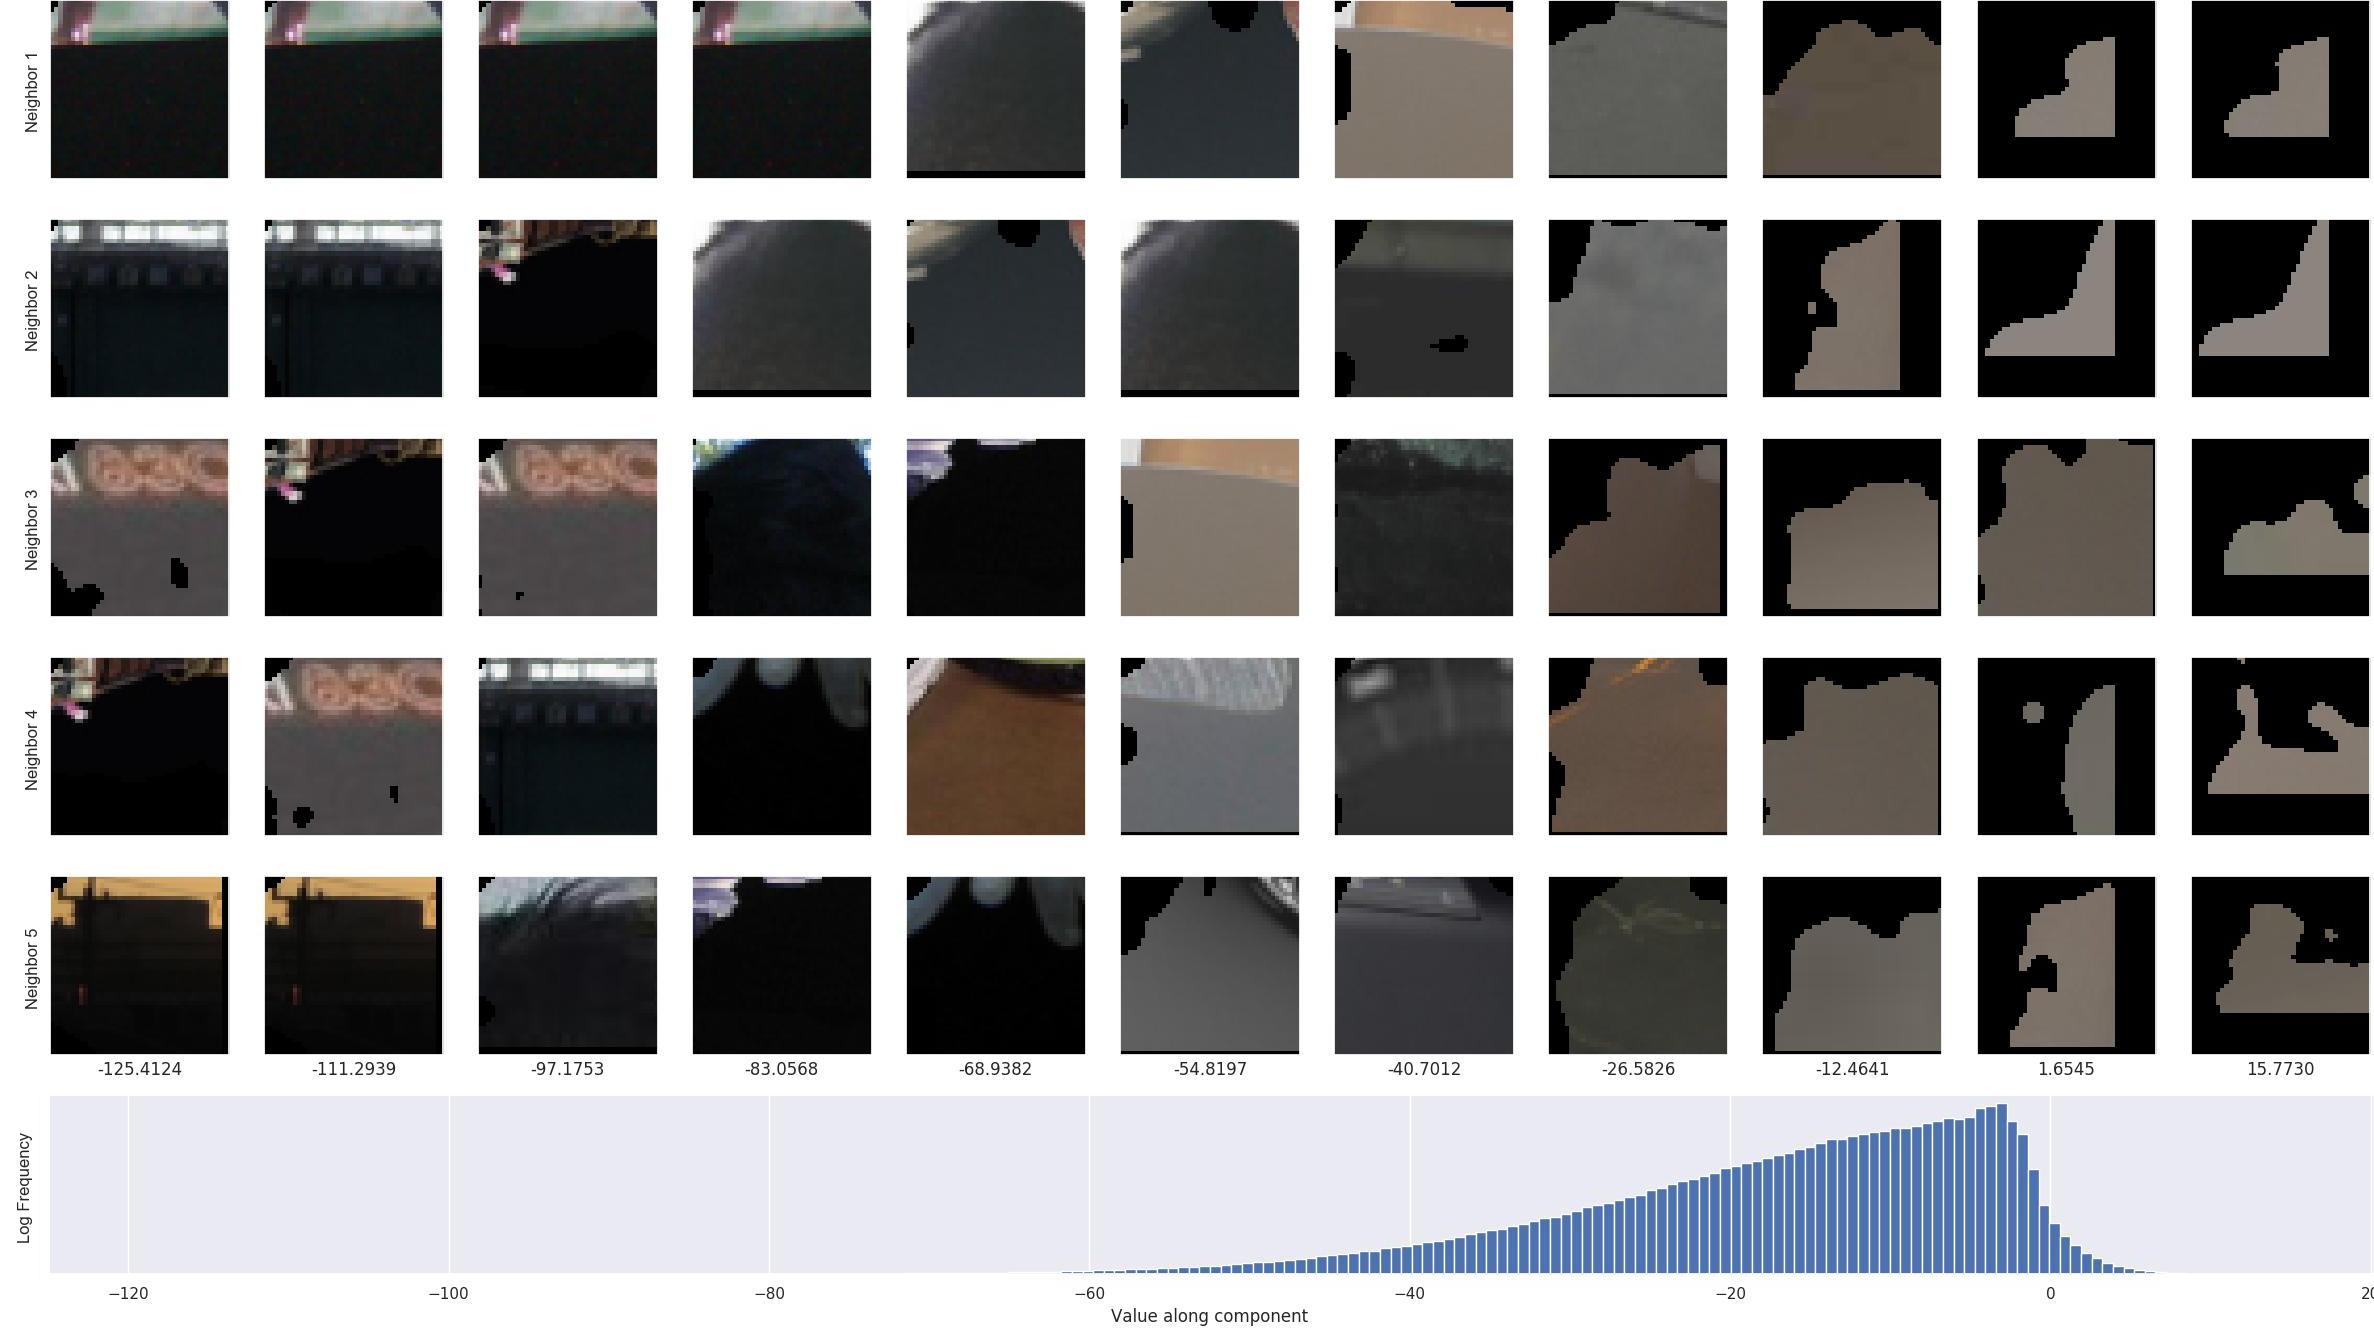 Neighbor 1
Neighbor 2
Neighbor 3
Neighbor 4
Neighbor 5
-125.4124 -111.2939 -97.1753 -83.0568 -68.9382 -54.8197 -40.7012 -26.5826 -12.4641 1.6545 15.7730
Log Frequency
−120 −100 −80 −60 −40 −20 0
Value along component